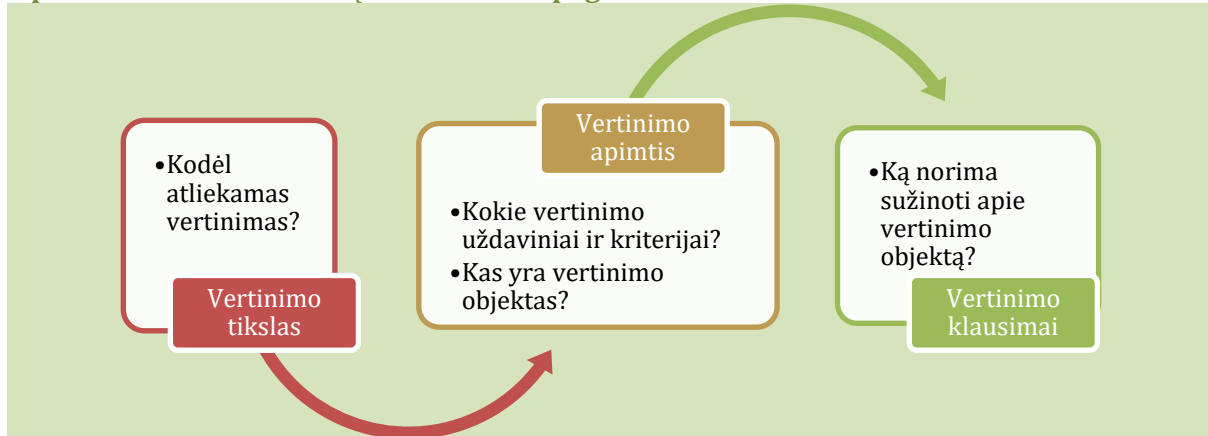 •Kodėl
atliekamas
vertinimas?
Vertinimo
tikslas
Vertinimo
apimtis
•Kokie vertinimo
uždaviniai ir kriterijai?
•Kas yra vertinimo
objektas?
•Ką norima
sužinoti apie
vertinimo
objektą?
Vertinimo
klausimai